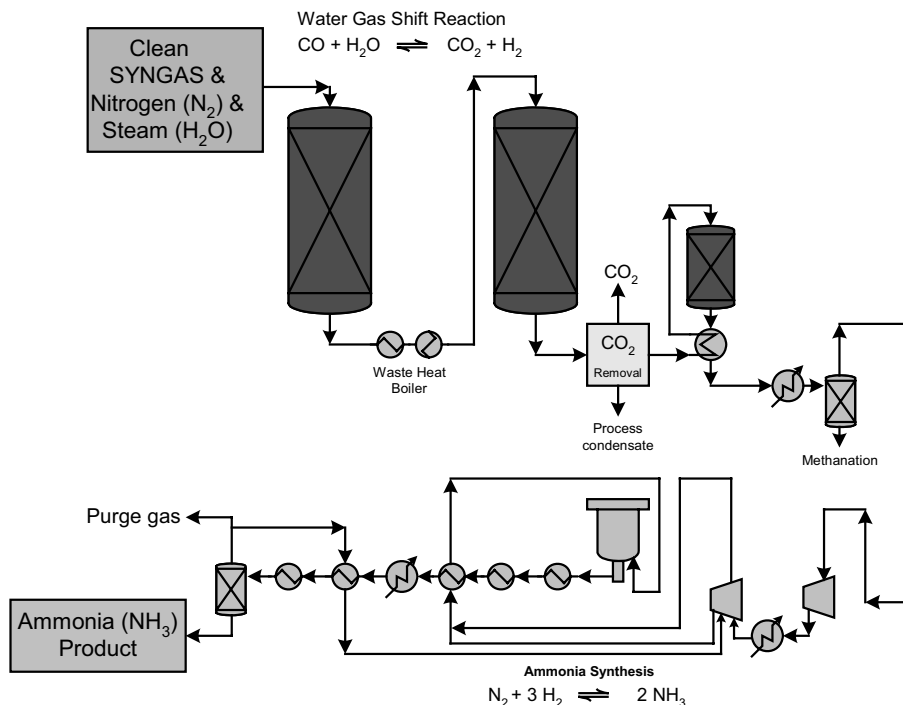 Water Gas Shift Reaction
CO + H₂O ⇌ CO₂ + H₂
Clean
SYNGAS &
Nitrogen (N₂) &
Steam (H₂O)
Waste Heat
Boiler
CO₂
CO₂
Removal
Process
condensate
Methanation
Purge gas
Ammonia (NH₃)
Product
Ammonia Synthesis
N₂ + 3 H₂ ⇌ 2 NH₃